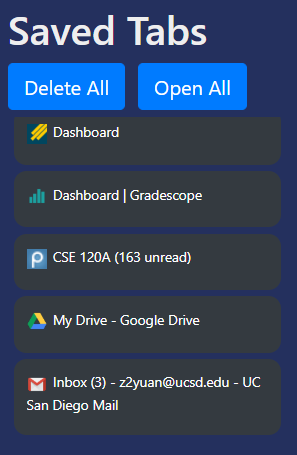 Saved Tabs
Delete All
Open All
Dashboard
Dashboard | Gradescope
CSE 120A (163 unread)
My Drive - Google Drive
Inbox (3) - z2yuan@ucsd.edu - UC
San Diego Mail